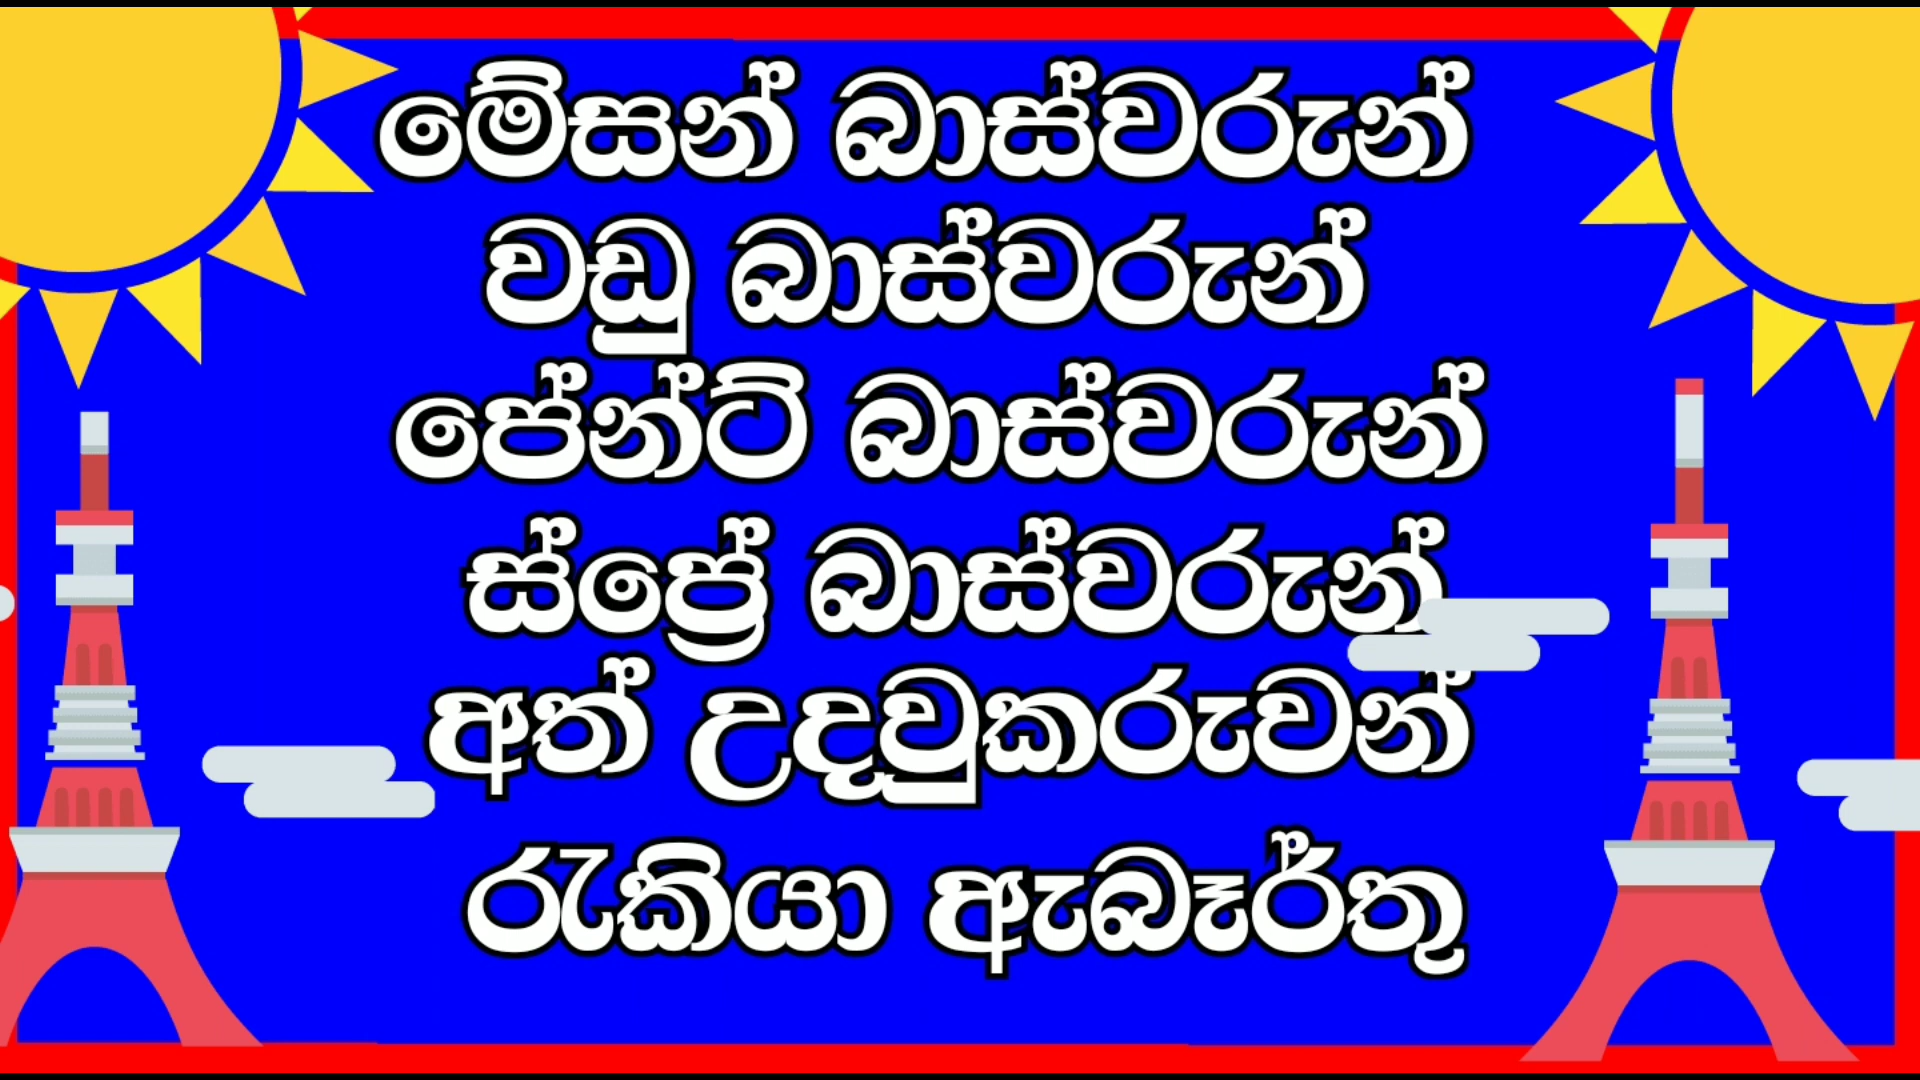 මේසන් බාස්වරුන්
වඩු බාස්වරුන්
පේන්ට් බාස්වරුන්
ස්ප්‍රේ බාස්වරුන්
අත් උදවුකරුවන්
රැකියා ඇබෑර්තු